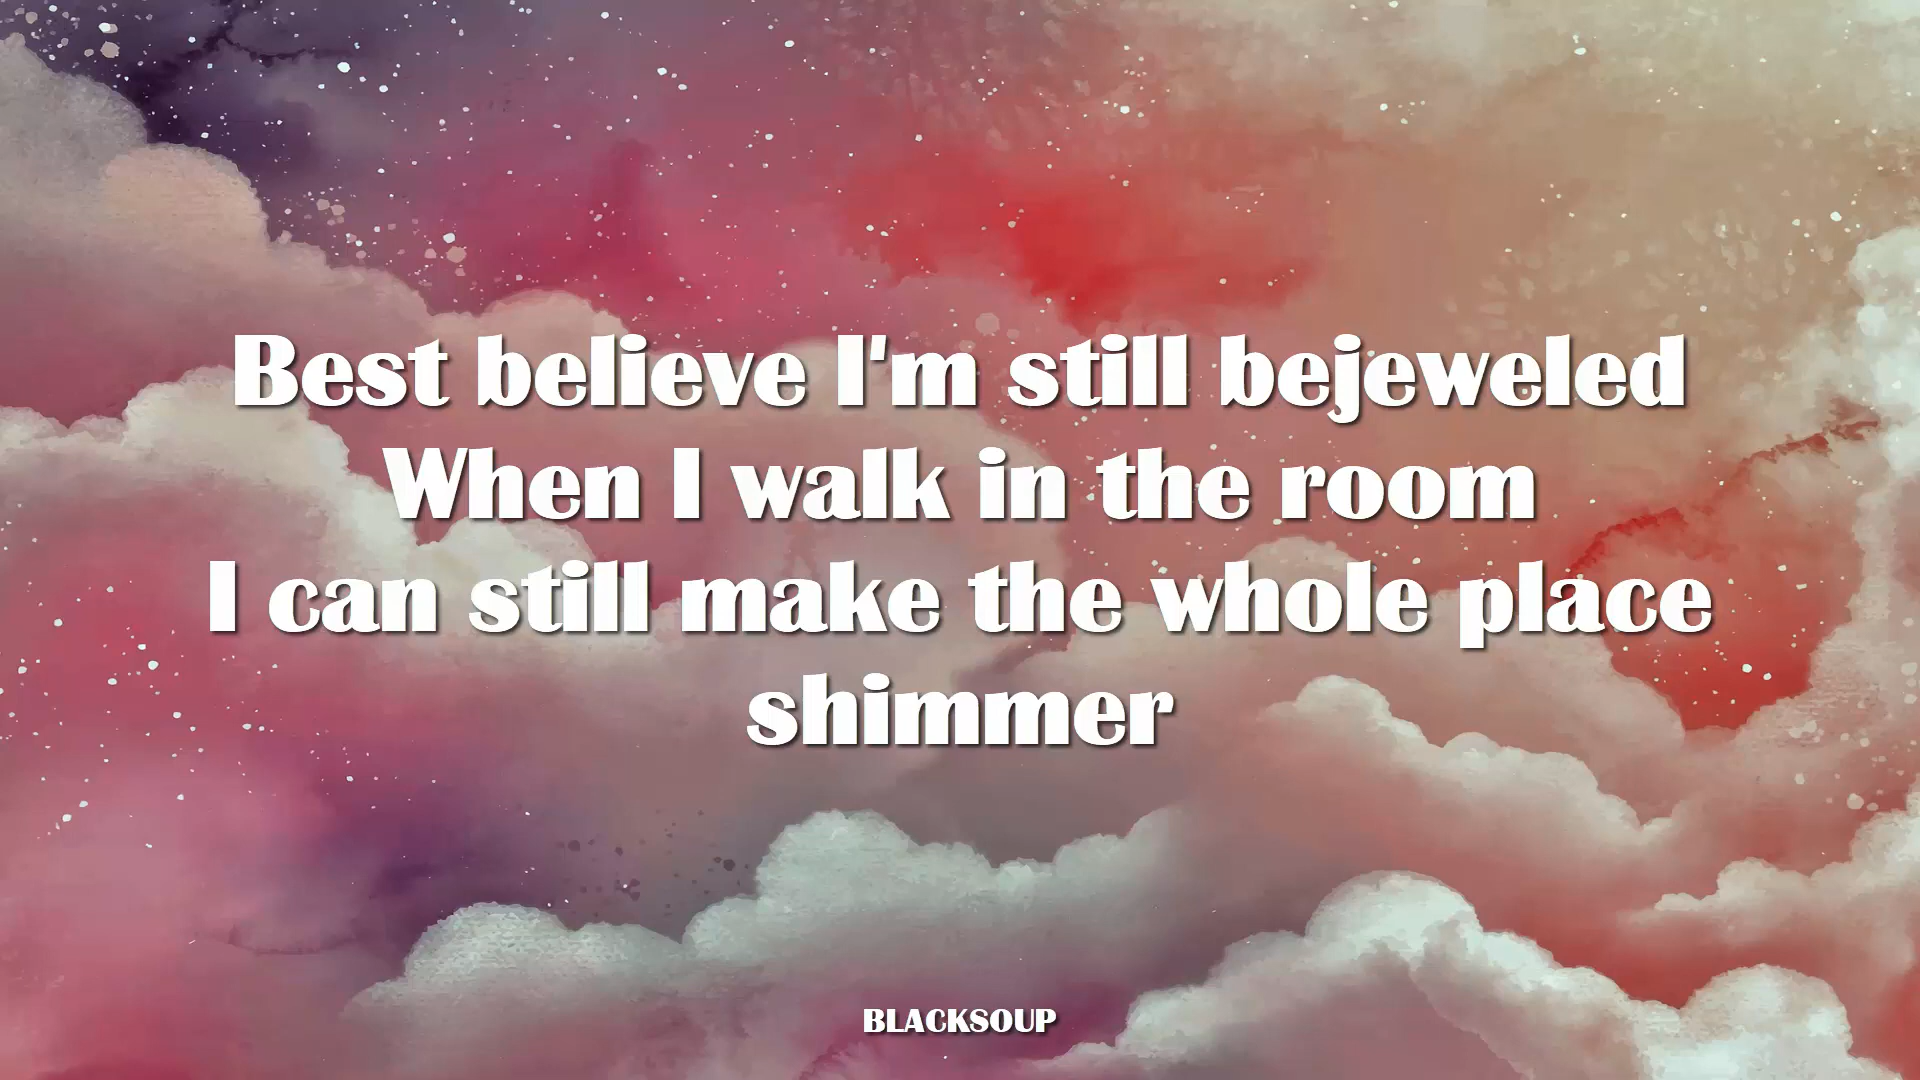 Best believe I'm still bejeweled
When I walk in the room
I can still make the whole place
shimmer
BLACKSOUP